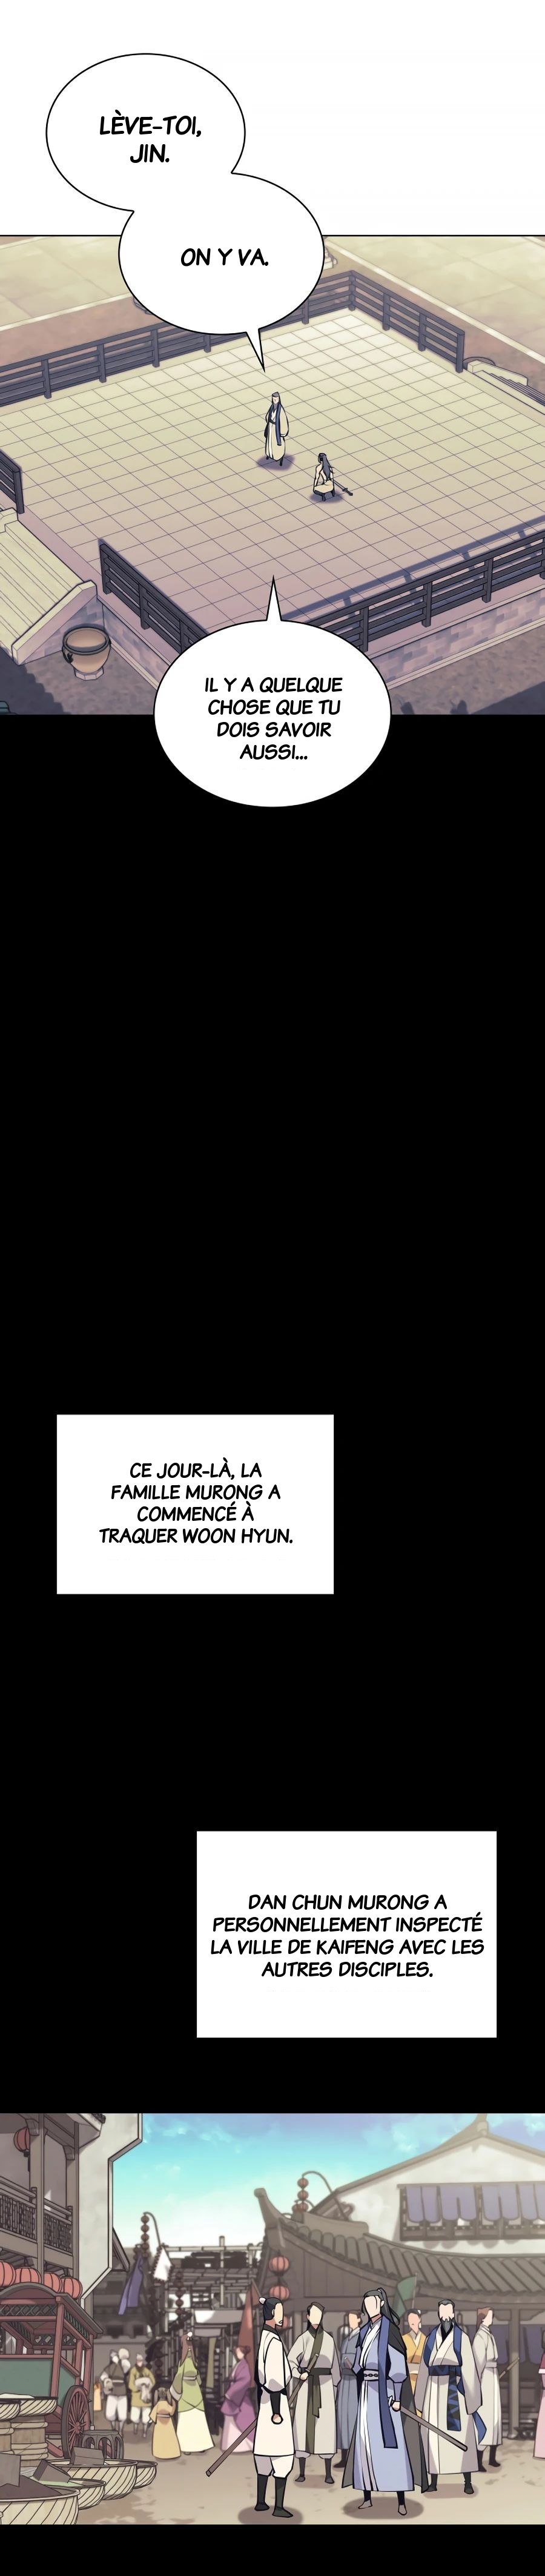 LÈVE-TOI,
JIN.
ON Y VA.
IL Y A QUELQUE
CHOSE QUE TU
DOIS SAVOIR
AUSSI...
CE JOUR-LÀ, LA
FAMILLE MURONG A
COMMENCÉ À
TRAQUER WOON HYUN.
DAN CHUN MURONG A
PERSONNELLEMENT INSPECTÉ
LA VILLE DE KAIFENG AVEC LES
AUTRES DISCIPLES.